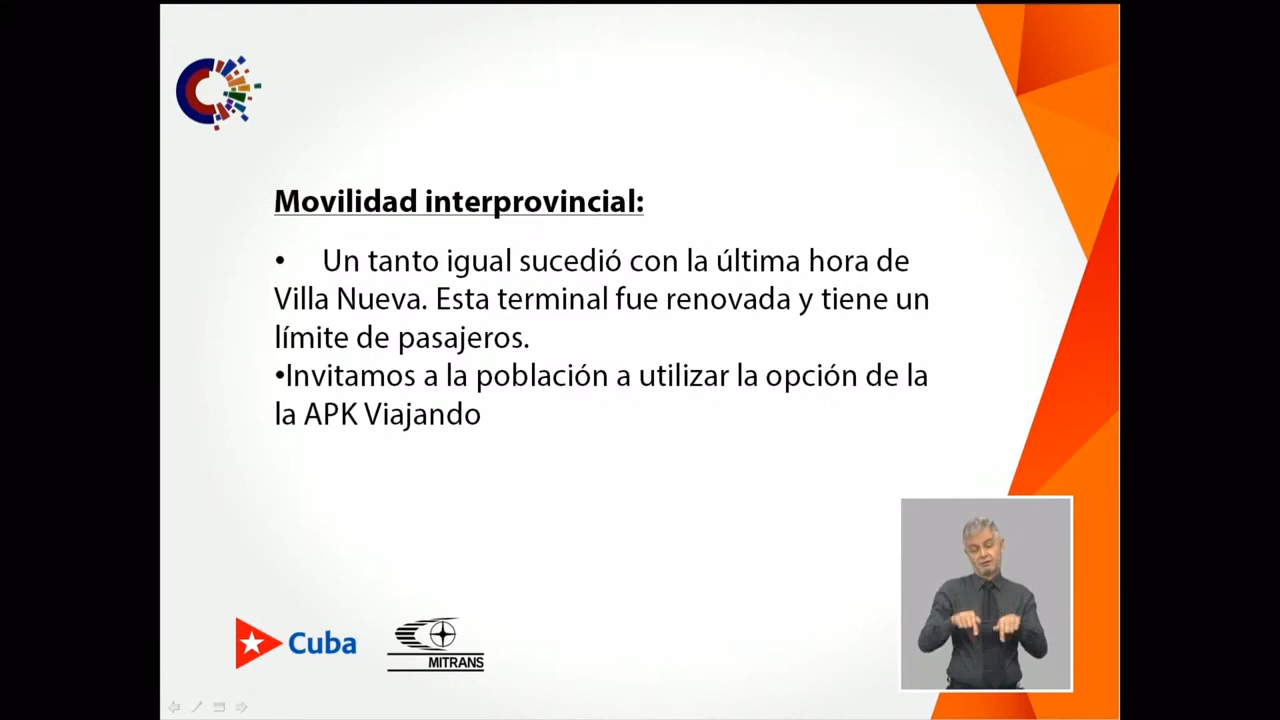 Movilidad interprovincial:
• Un tanto igual sucedió con la última hora de
Villa Nueva. Esta terminal fue renovada y tiene un
límite de pasajeros.
•Invitamos a la población a utilizar la opción de la
la APK Viajando
Cuba
MITRANS